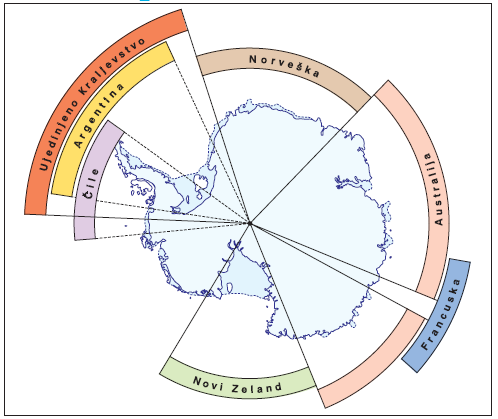 Ujedinjeno Kraljevstvo
Argentina
Čile
Norveška
Australija
Francuska
Novi Zeland